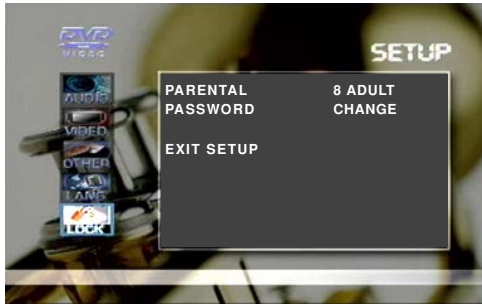 DVD
VIDEO
SETUP
AUDIO
VIDEO
OTHER
LANG
LOCK
PARENTAL 8 ADULT
PASSWORD CHANGE
EXIT SETUP